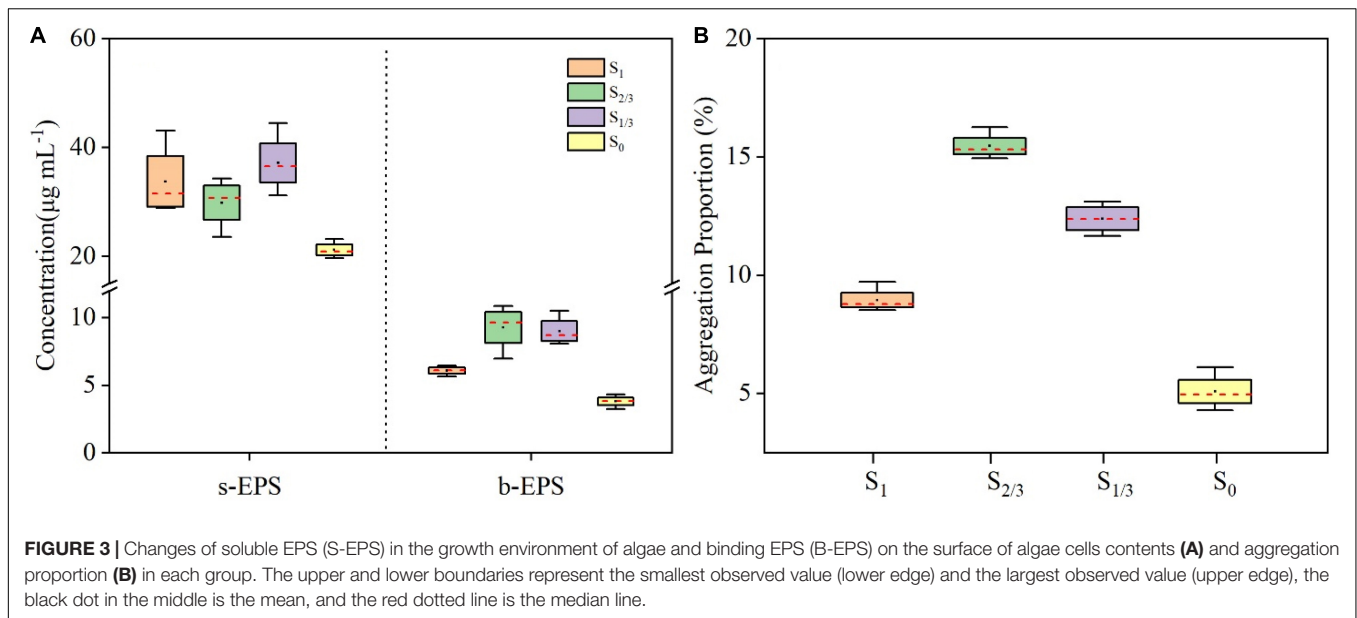 A
60
40
20
10
5
0
Concentration(μg mL⁻¹)
S₁
S₂/₃
S₁/₃
S₀
s-EPS b-EPS
B
20
15
10
5
Aggregation Proportion (%)
S₁ S₂/₃ S₁/₃ S₀
FIGURE 3 | Changes of soluble EPS (S-EPS) in the growth environment of algae and binding EPS (B-EPS) on the surface of algae cells contents (A) and aggregation
proportion (B) in each group. The upper and lower boundaries represent the smallest observed value (lower edge) and the largest observed value (upper edge), the
black dot in the middle is the mean, and the red dotted line is the median line.